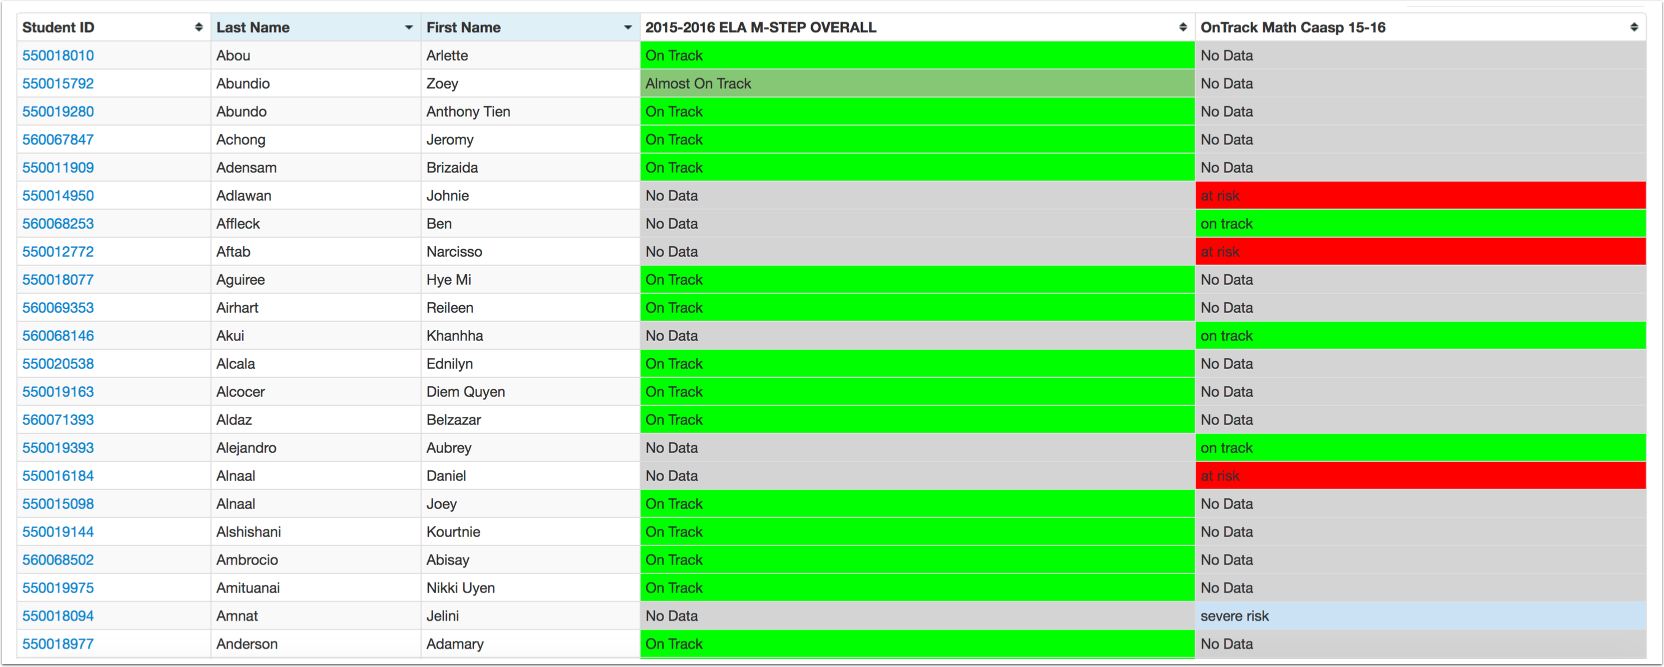 Student ID Last Name First Name 2015-2016 ELA M-STEP OVERALL OnTrack Math Caasp 15-16
550018010 Abou Arlette On Track No Data
550015792 Abundio Zoey Almost On Track No Data
550019280 Abundo Anthony Tien On Track No Data
560067847 Achong Jeromy On Track No Data
550011909 Adensam Brizaida On Track No Data
550014950 Adlawan Johnie No Data at risk
560068253 Affleck Ben No Data on track
550012772 Aftab Narcisso No Data at risk
550018077 Aguiree Hye Mi On Track No Data
560069353 Airhart Reileen On Track No Data
560068146 Akui Khanhha No Data on track
550020538 Alcala Ednilyn On Track No Data
550019163 Alcocer Diem Quyen On Track No Data
560071393 Aldaz Belzazar On Track No Data
550019393 Alejandro Aubrey No Data on track
550016184 Alnaal Daniel No Data at risk
550015098 Alnaal Joey On Track No Data
550019144 Alshishani Kourtnie On Track No Data
560068502 Ambrocio Abisay On Track No Data
550019975 Amituanai Nikki Uyen On Track No Data
550018094 Amnat Jelini No Data severe risk
550018977 Anderson Adamary On Track No Data